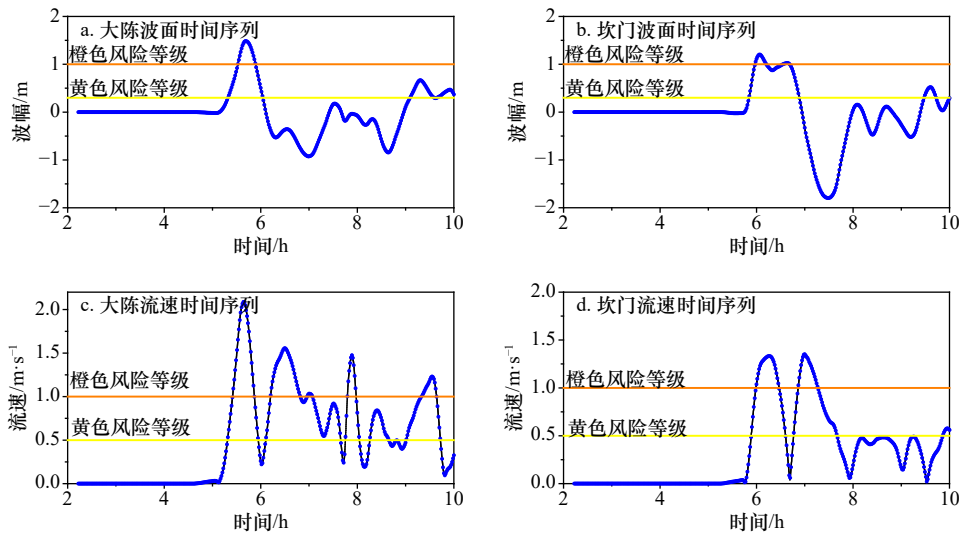 2
a. 大陈波面时间序列
橙色风险等级
1
黄色风险等级
0
−1
−2
波幅/m
2
4
6
8
10
时间/h
2
b. 坎门波面时间序列
橙色风险等级
1
黄色风险等级
0
−1
−2
波幅/m
2
4
6
8
10
时间/h
c. 大陈流速时间序列
2.0
1.5
橙色风险等级
1.0
黄色风险等级
0.5
0.0
流速/m·s⁻¹
2
4
6
8
10
时间/h
2.0
d. 坎门流速时间序列
1.5
橙色风险等级
1.0
黄色风险等级
0.5
0.0
流速/m·s⁻¹
2
4
6
8
10
时间/h